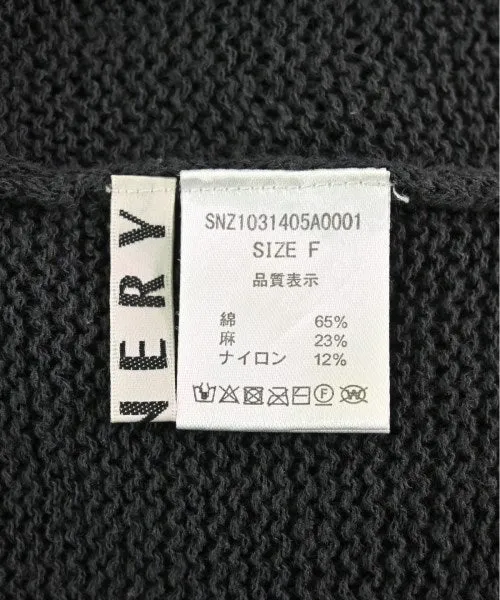 NERY
SNZ1031405A0001
SIZE F
品質表示
綿 65%
麻 23%
ナイロン 12%
F W